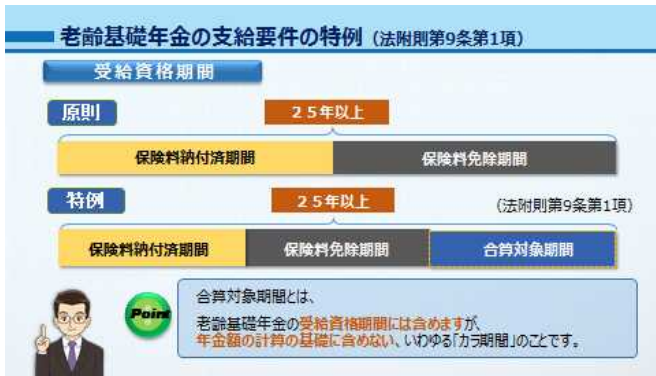 老齢基礎年金の支給要件の特例（法附則第9条第1項）
受給資格期間
原則
２５年以上
保険料納付済期間 保険料免除期間
特例
２５年以上
（法附則第9条第1項）
保険料納付済期間 保険料免除期間 合算対象期間
Point
合算対象期間とは、
老齢基礎年金の受給資格期間には含めますが、
年金額の計算の基礎に含めない、いわゆる「カラ期間」のことです。